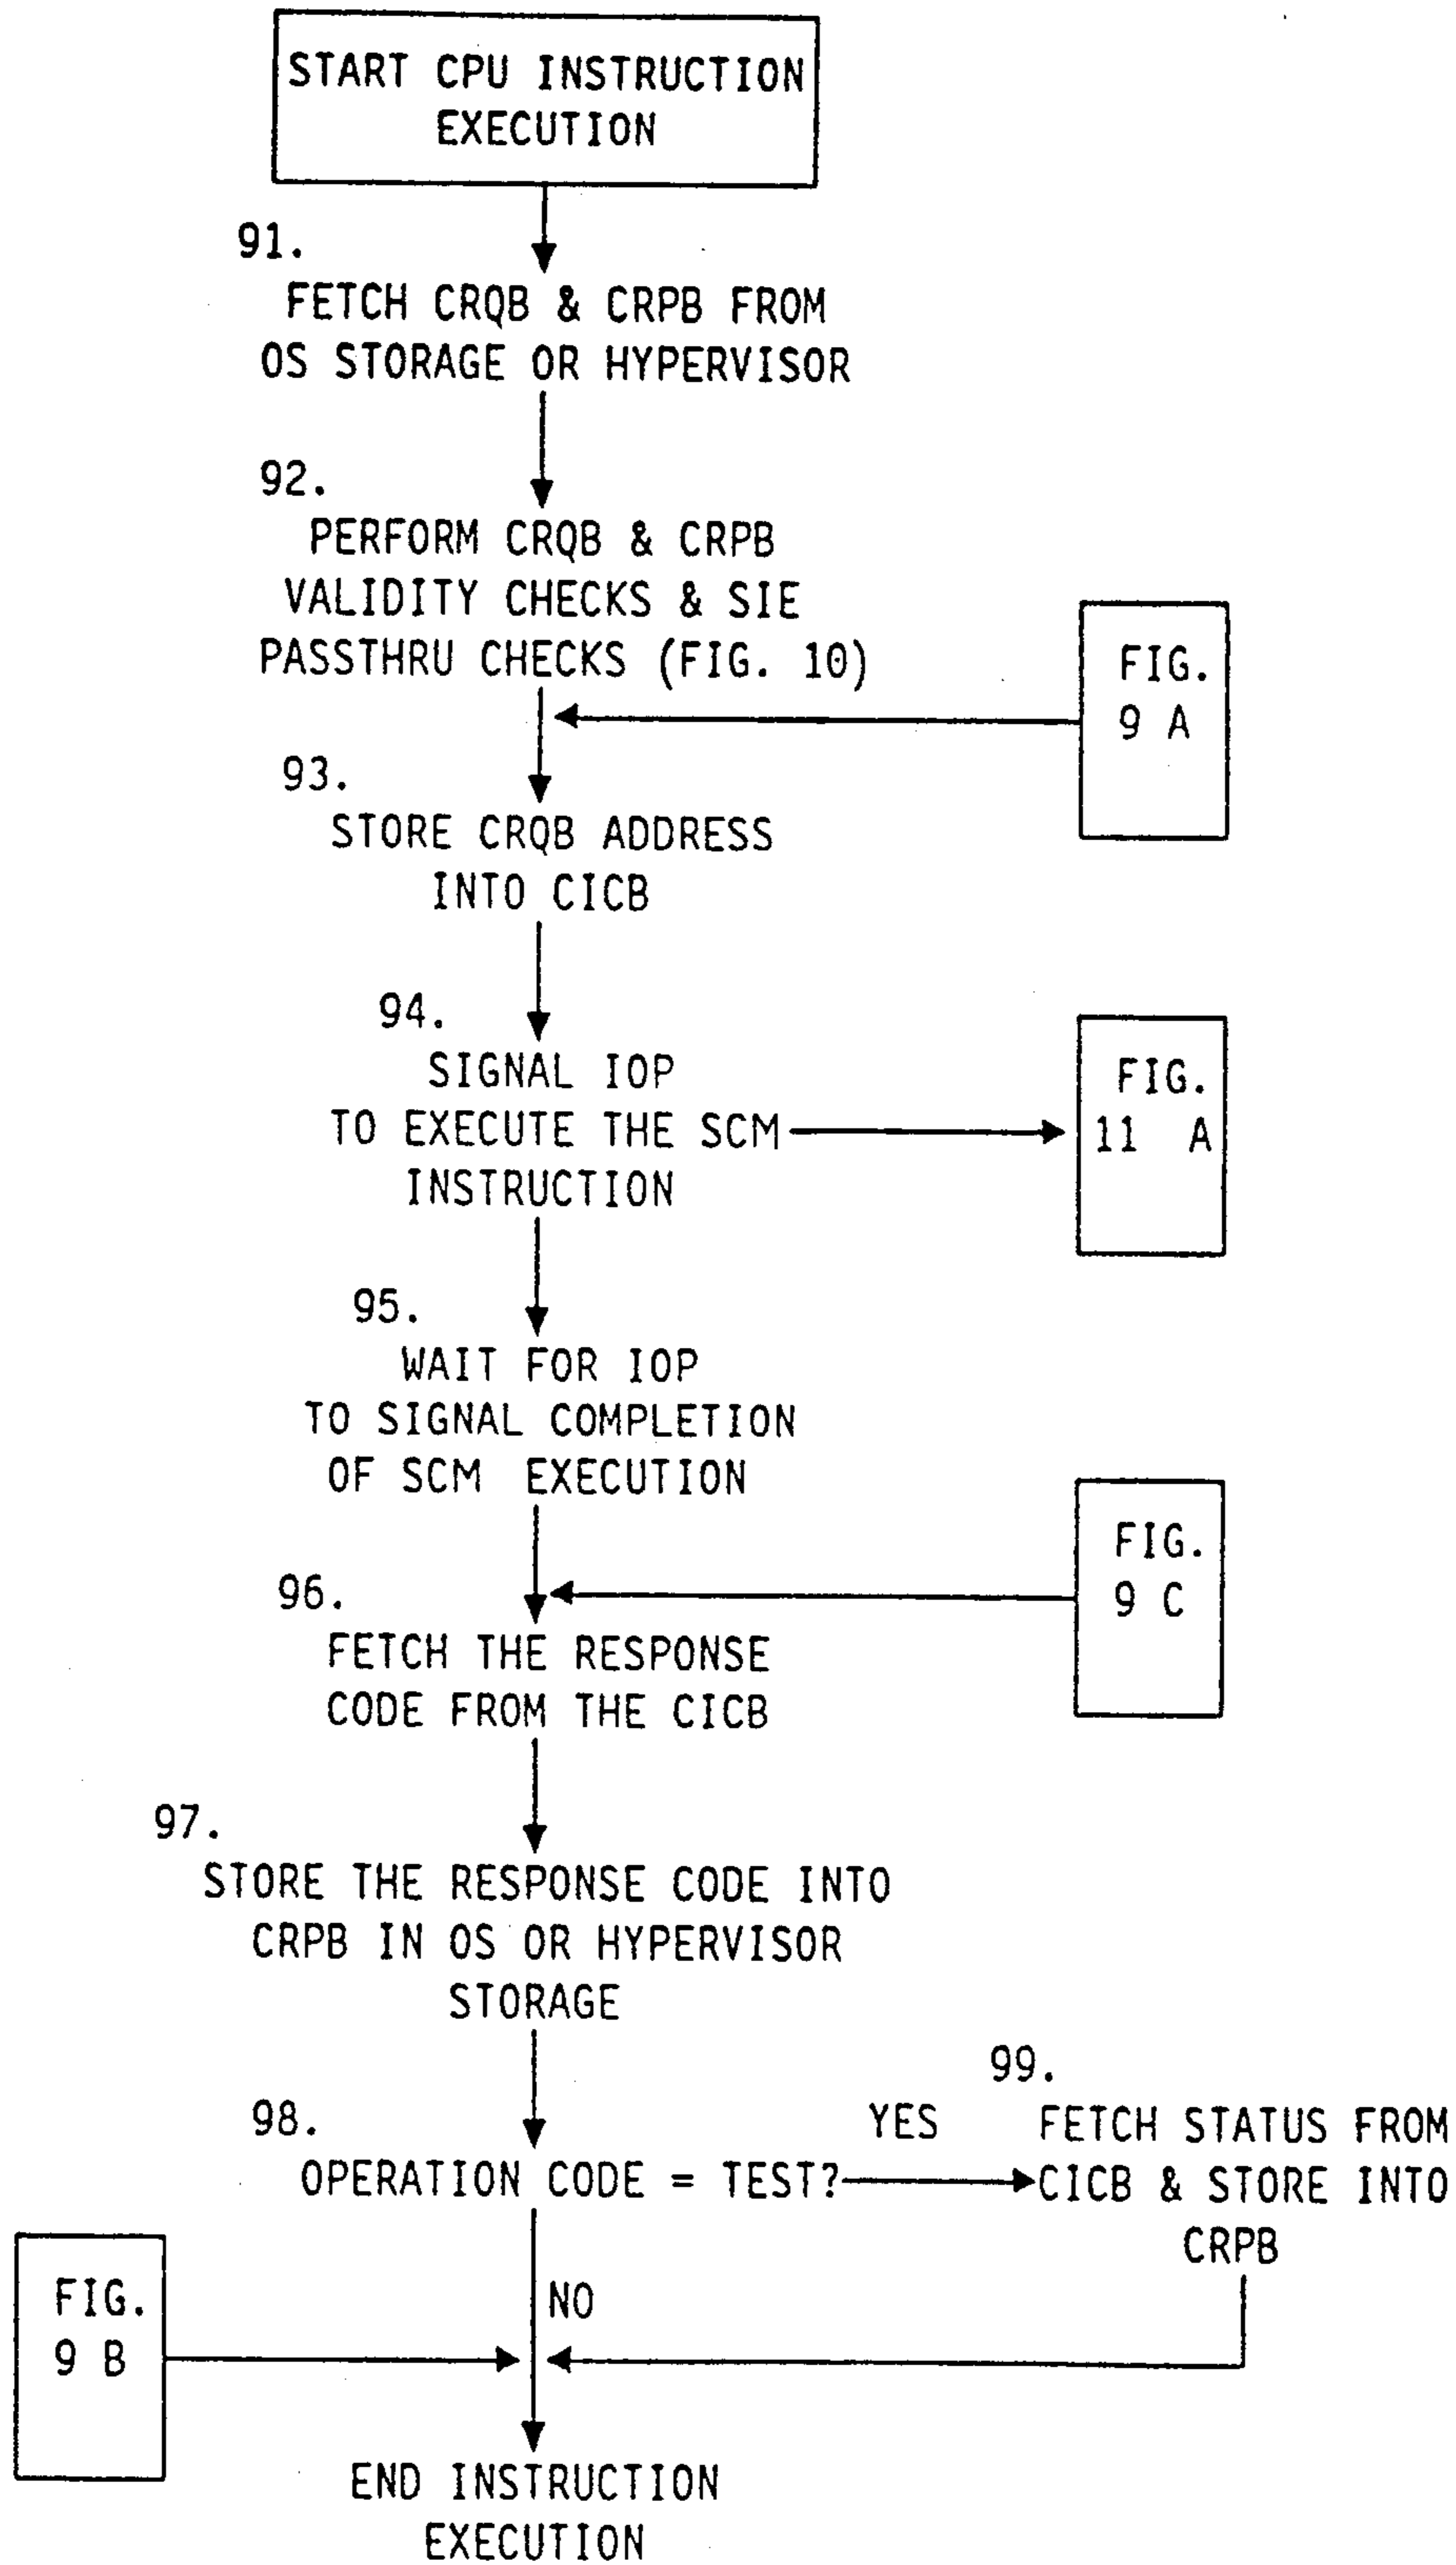 START CPU INSTRUCTION
EXECUTION
91.
FETCH CRQB & CRPB FROM
OS STORAGE OR HYPERVISOR
92.
PERFORM CRQB & CRPB
VALIDITY CHECKS & SIE
PASSTHRU CHECKS (FIG. 10)
FIG.
9 A
93.
STORE CRQB ADDRESS
INTO CICB
94.
SIGNAL IOP
TO EXECUTE THE SCM
INSTRUCTION
FIG.
11 A
95.
WAIT FOR IOP
TO SIGNAL COMPLETION
OF SCM EXECUTION
FIG.
9 C
96.
FETCH THE RESPONSE
CODE FROM THE CICB
97.
STORE THE RESPONSE CODE INTO
CRPB IN OS OR HYPERVISOR
STORAGE
98.
OPERATION CODE = TEST?
YES
99.
FETCH STATUS FROM
CICB & STORE INTO
CRPB
NO
FIG.
9 B
END INSTRUCTION
EXECUTION